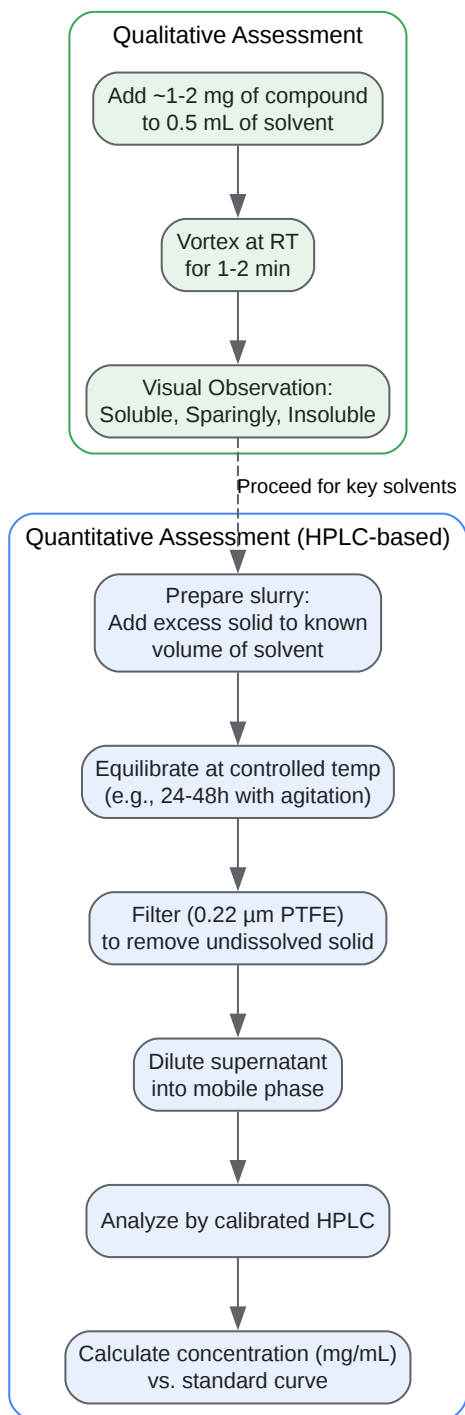 Qualitative Assessment
Add ~1-2 mg of compound
to 0.5 mL of solvent
Vortex at RT
for 1-2 min
Visual Observation:
Soluble, Sparingly, Insoluble
Proceed for key solvents
Quantitative Assessment (HPLC-based)
Prepare slurry:
Add excess solid to known
volume of solvent
Equilibrate at controlled temp
(e.g., 24-48h with agitation)
Filter (0.22 µm PTFE)
to remove undissolved solid
Dilute supernatant
into mobile phase
Analyze by calibrated HPLC
Calculate concentration (mg/mL)
vs. standard curve